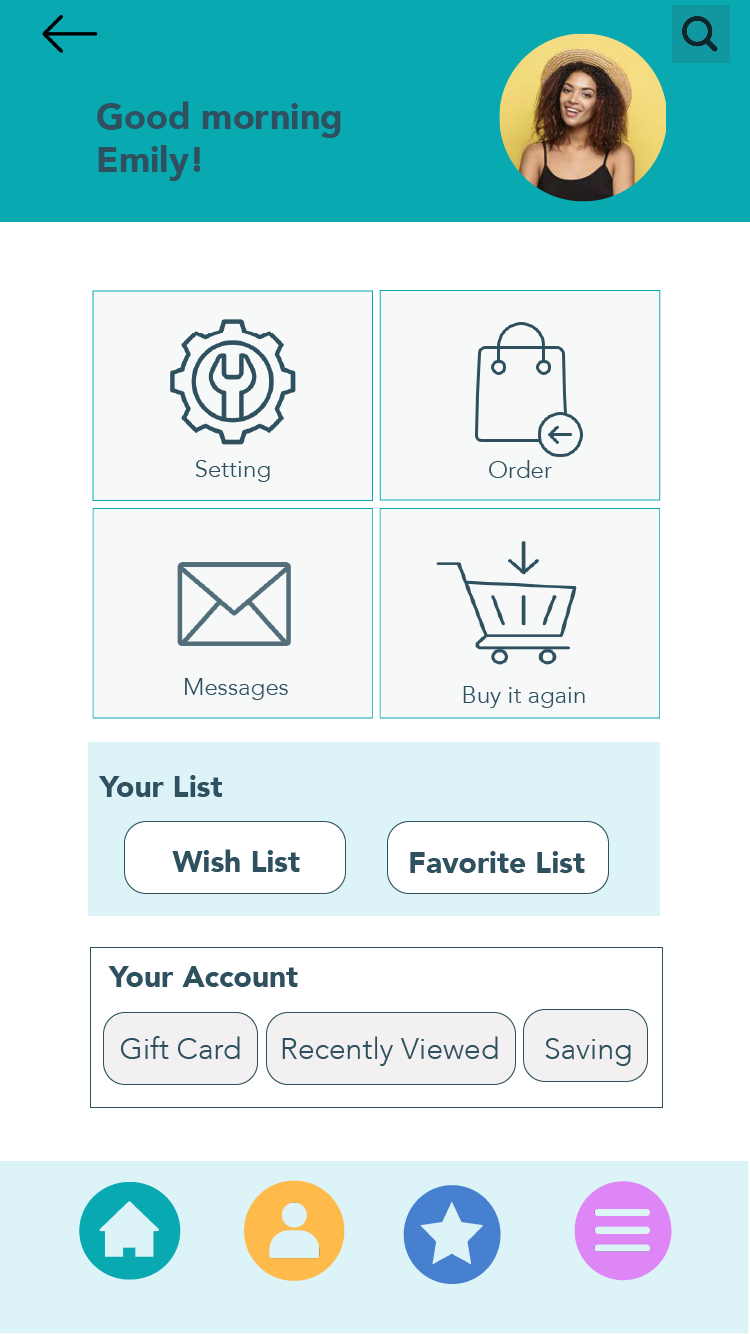 Good morning
Emily!
Setting
Order
Messages
Buy it again
Your List
Wish List
Favorite List
Your Account
Gift Card
Recently Viewed
Saving